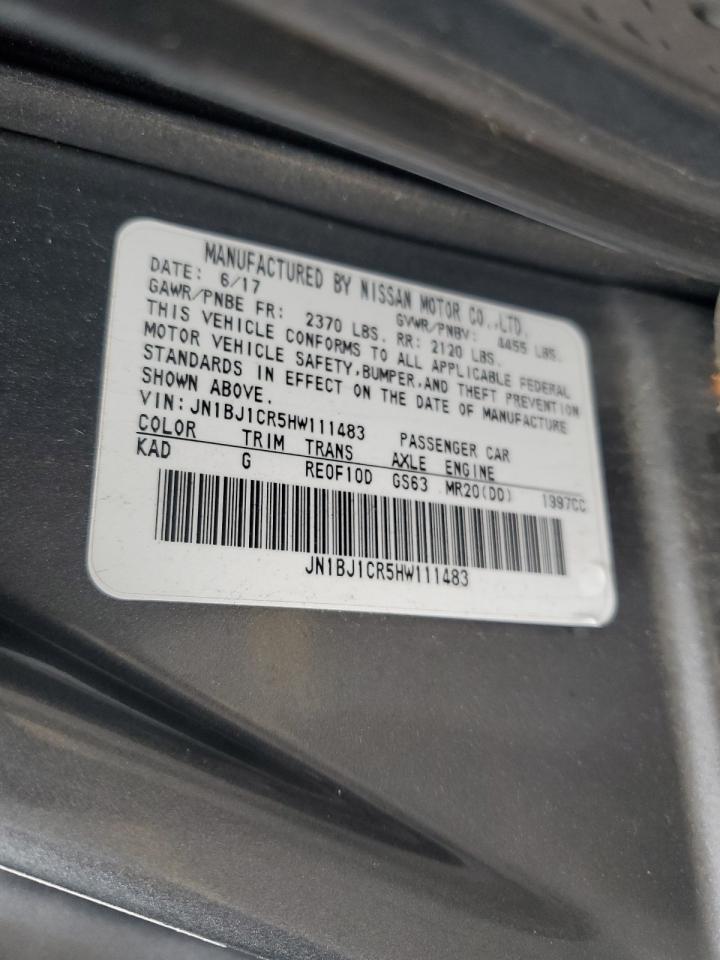 MANUFACTURED BY NISSAN MOTOR CO.,LTD.
DATE: 6/17 GVWR/PNBV: 4455 LBS.
GAWR/PNBE FR: 2370 LBS. RR: 2120 LBS.
THIS VEHICLE CONFORMS TO ALL APPLICABLE FEDERAL
MOTOR VEHICLE SAFETY,BUMPER,AND THEFT PREVENTION
STANDARDS IN EFFECT ON THE DATE OF MANUFACTURE
SHOWN ABOVE.
VIN: JN1BJ1CR5HW111483 PASSENGER CAR
COLOR TRIM TRANS AXLE ENGINE
KAD G RE0F10D GS63 MR20(DD) 1997CC
JN1BJ1CR5HW111483